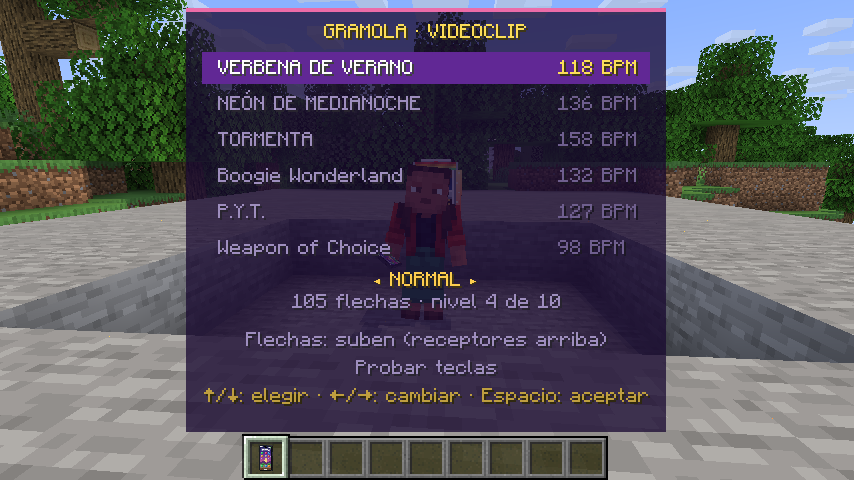 GRAMOLA · VIDEOCLIP
VERBENA DE VERANO 118 BPM
NEÓN DE MEDIANOCHE 136 BPM
TORMENTA 158 BPM
Boogie Wonderland 132 BPM
P.Y.T. 127 BPM
Weapon of Choice 98 BPM
◂ NORMAL ▸
105 flechas · nivel 4 de 10
Flechas: suben (receptores arriba)
Probar teclas
↑/↓: elegir · ←/→: cambiar · Espacio: aceptar